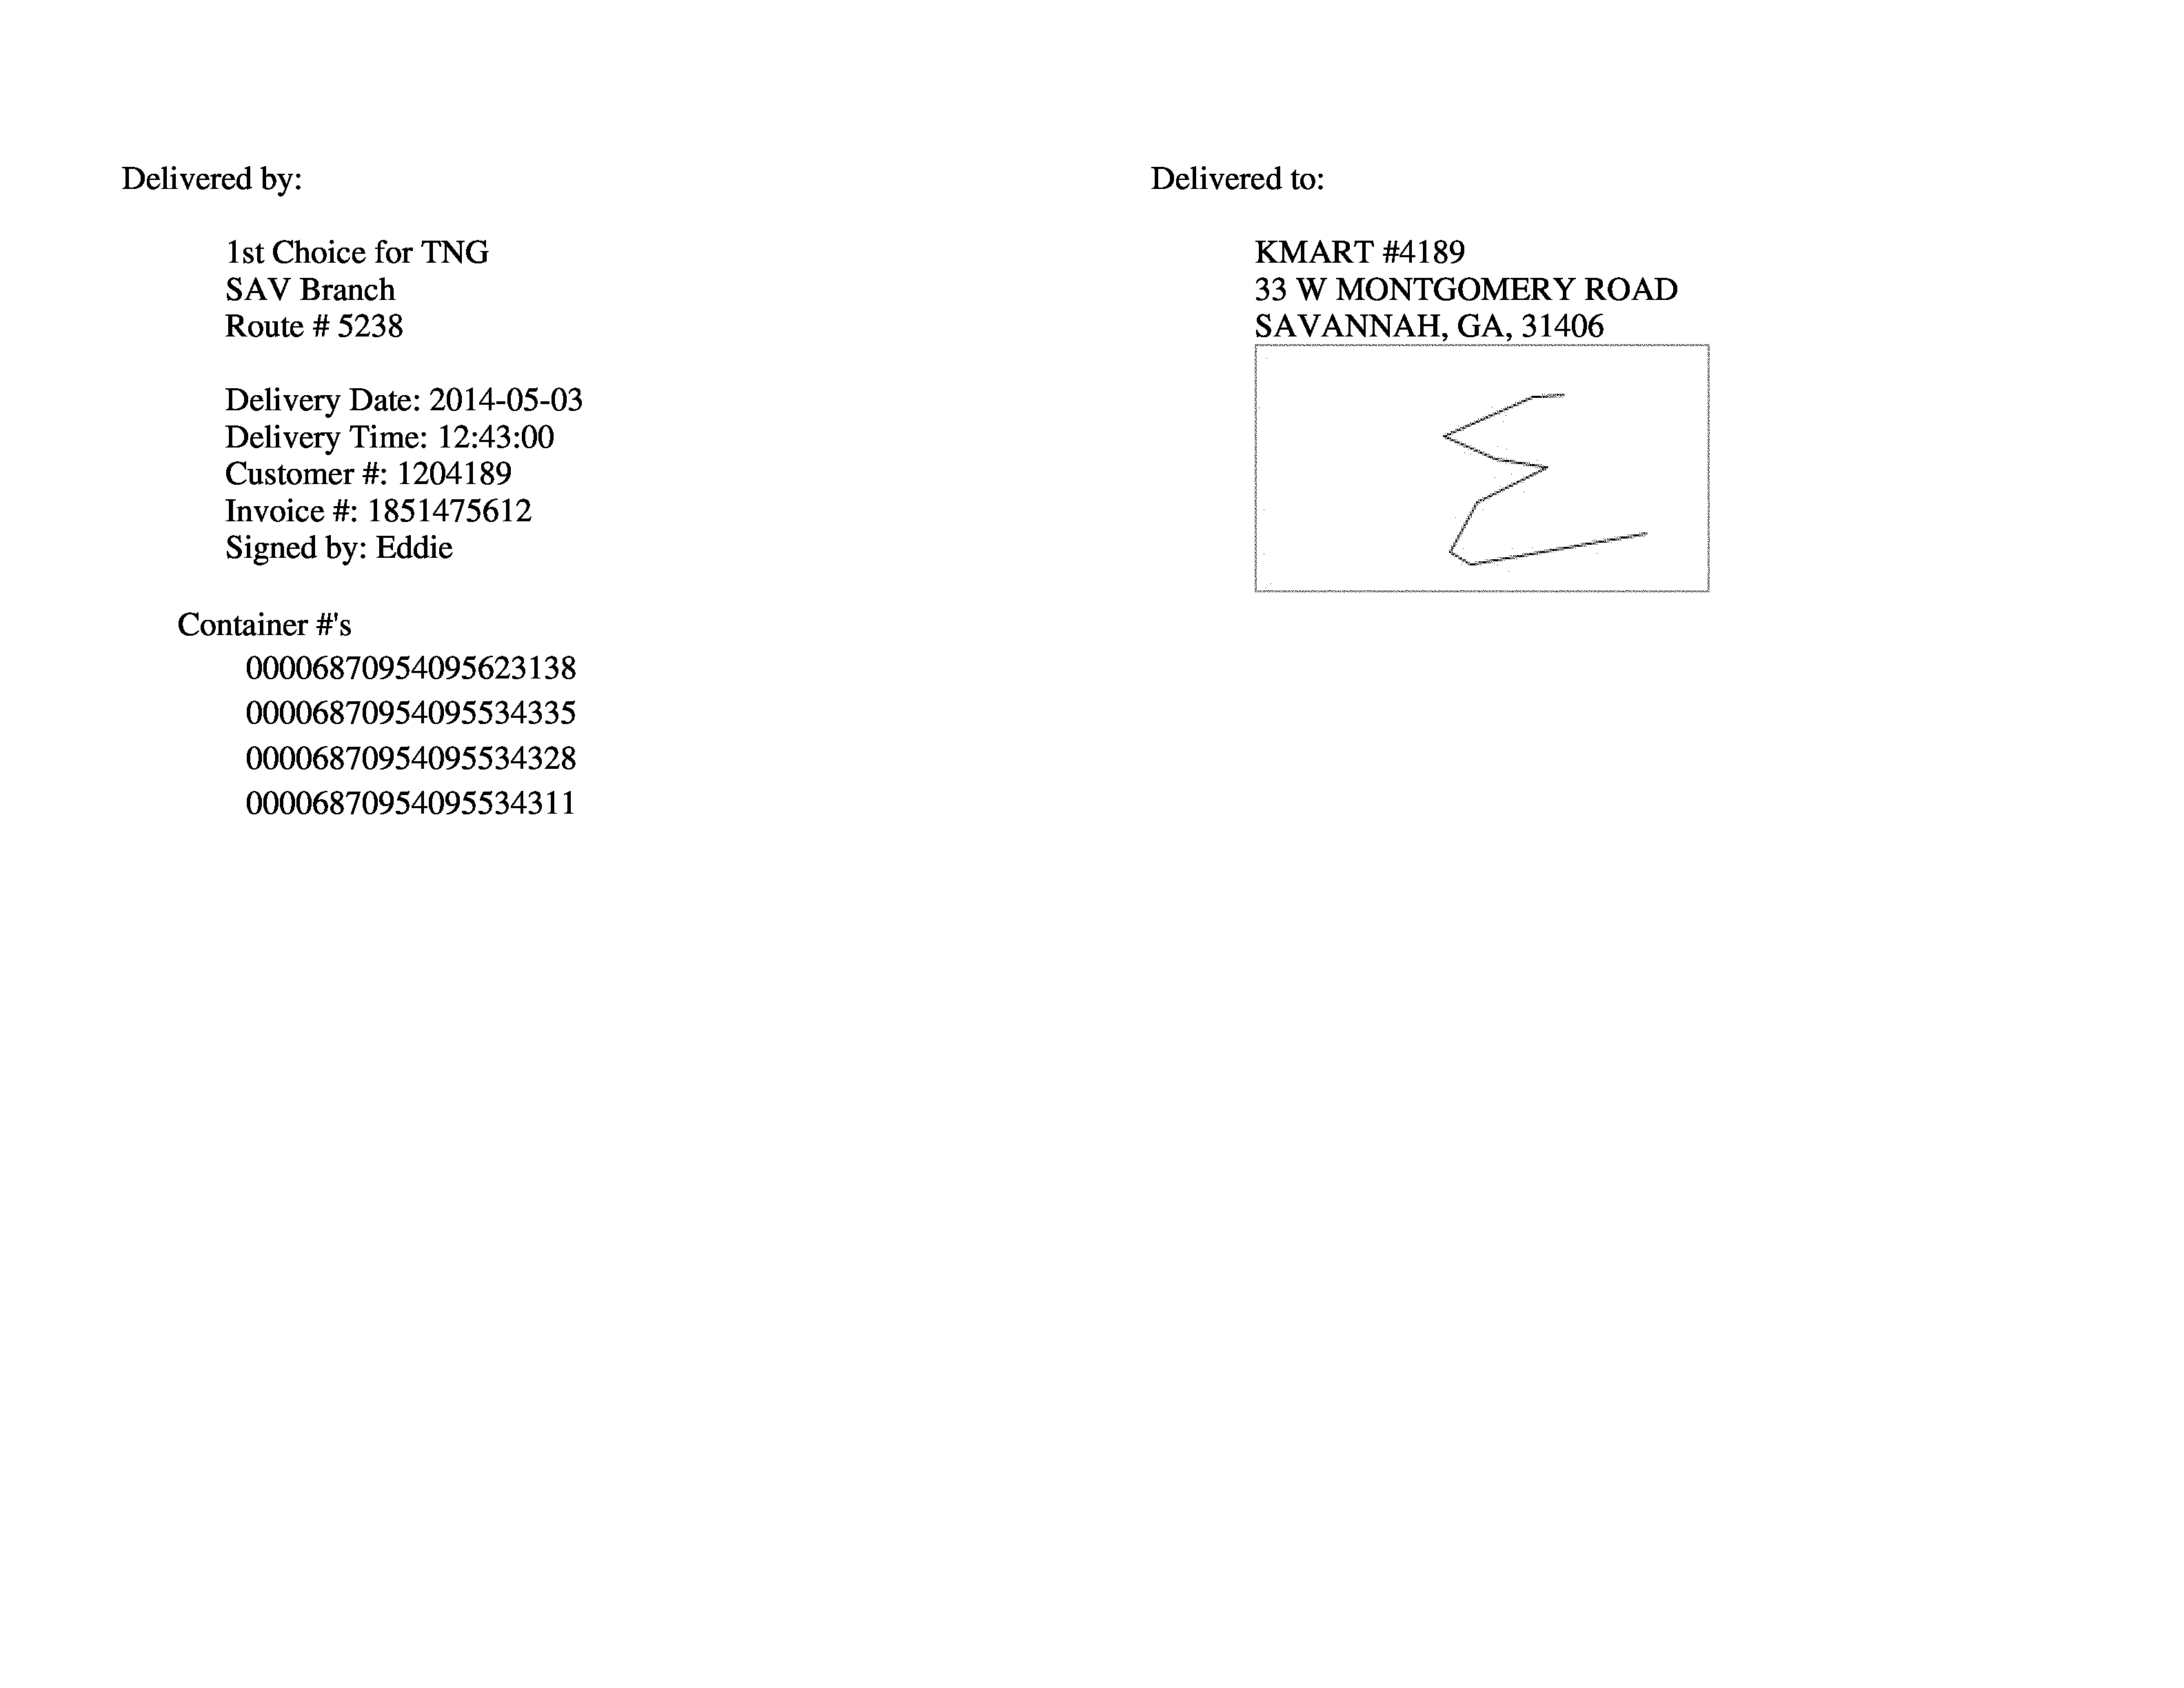 Delivered by:
1st Choice for TNG
SAV Branch
Route # 5238
Delivery Date: 2014-05-03
Delivery Time: 12:43:00
Customer #: 1204189
Invoice #: 1851475612
Signed by: Eddie
Container #'s
00006870954095623138
00006870954095534335
00006870954095534328
00006870954095534311
Delivered to:
KMART #4189
33 W MONTGOMERY ROAD
SAVANNAH, GA, 31406